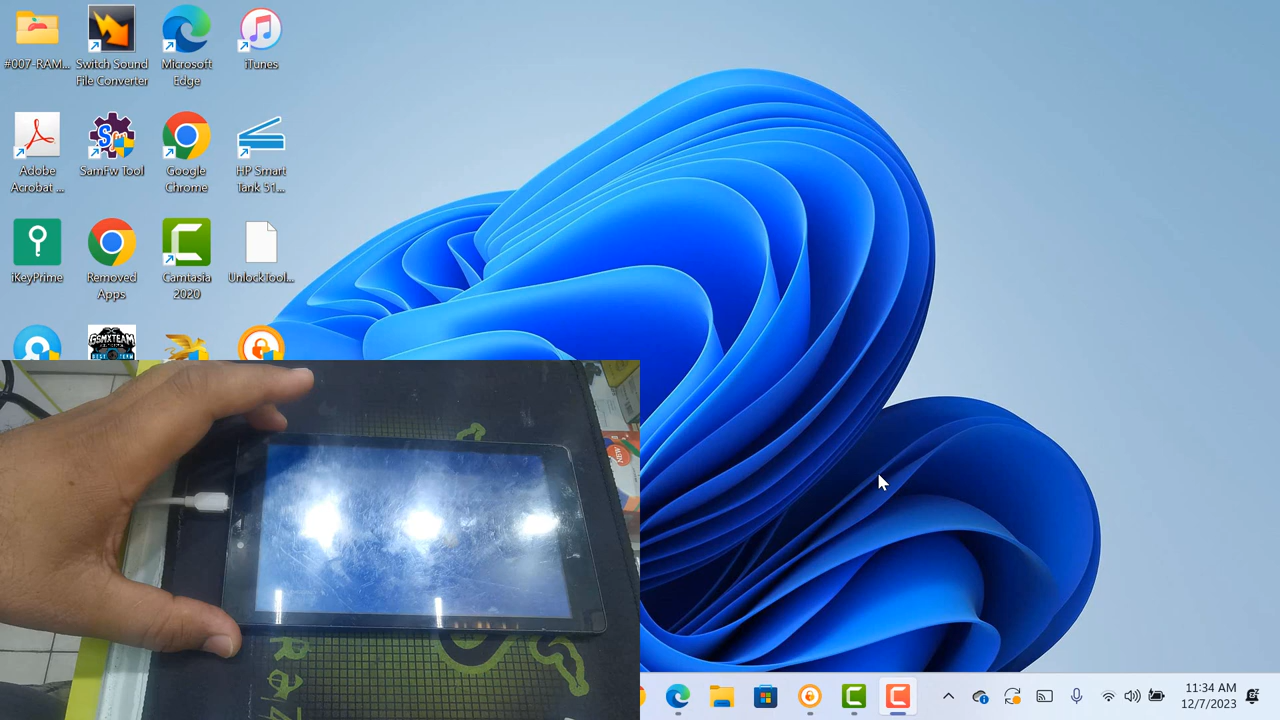 #007-RAM...
Switch Sound
File Converter
Microsoft
Edge
iTunes
Adobe
Acrobat ...
SamFw Tool
Google
Chrome
HP Smart
Tank 51...
iKeyPrime
Removed
Apps
Camtasia
2020
UnlockTool...
GSMXTEAM
NEW
11:34 AM
12/7/2023